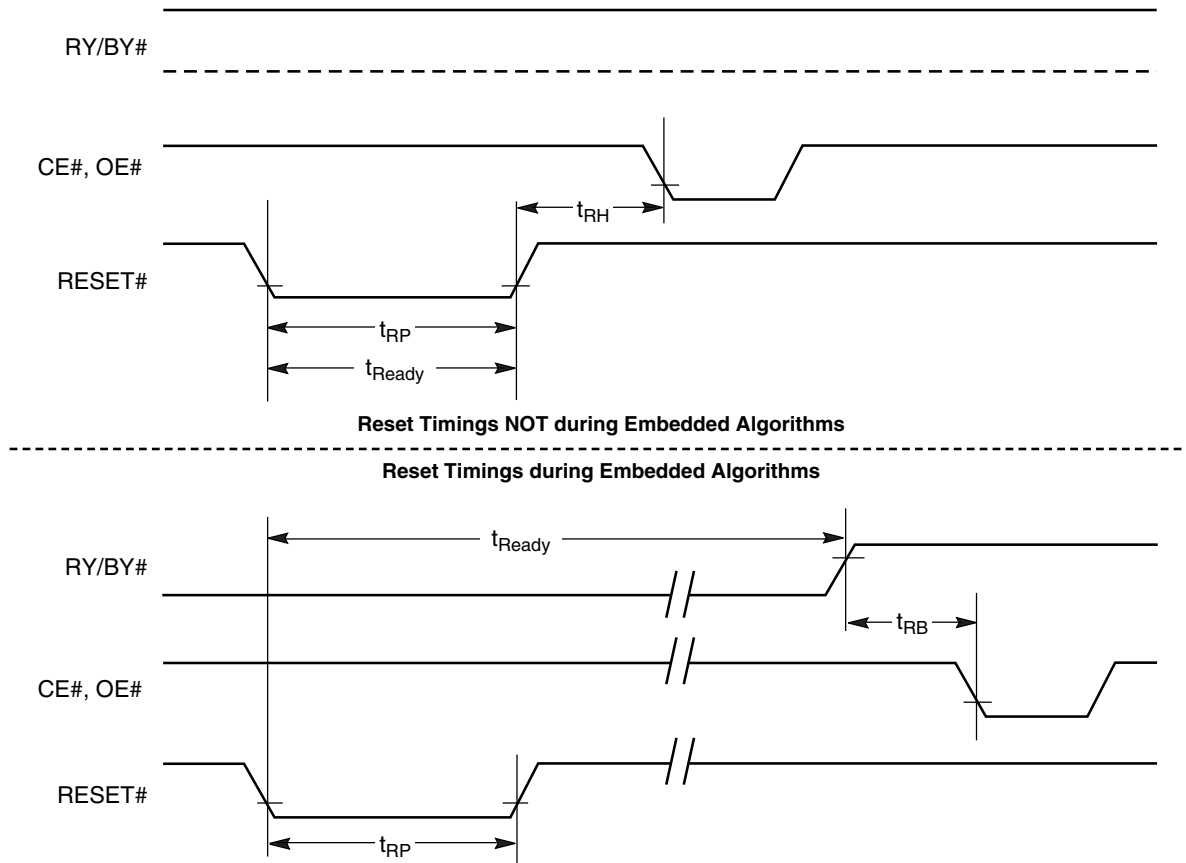 RY/BY#
CE#, OE#
tRH
RESET#
tRP
tReady
Reset Timings NOT during Embedded Algorithms
Reset Timings during Embedded Algorithms
tReady
RY/BY#
tRB
CE#, OE#
RESET#
tRP